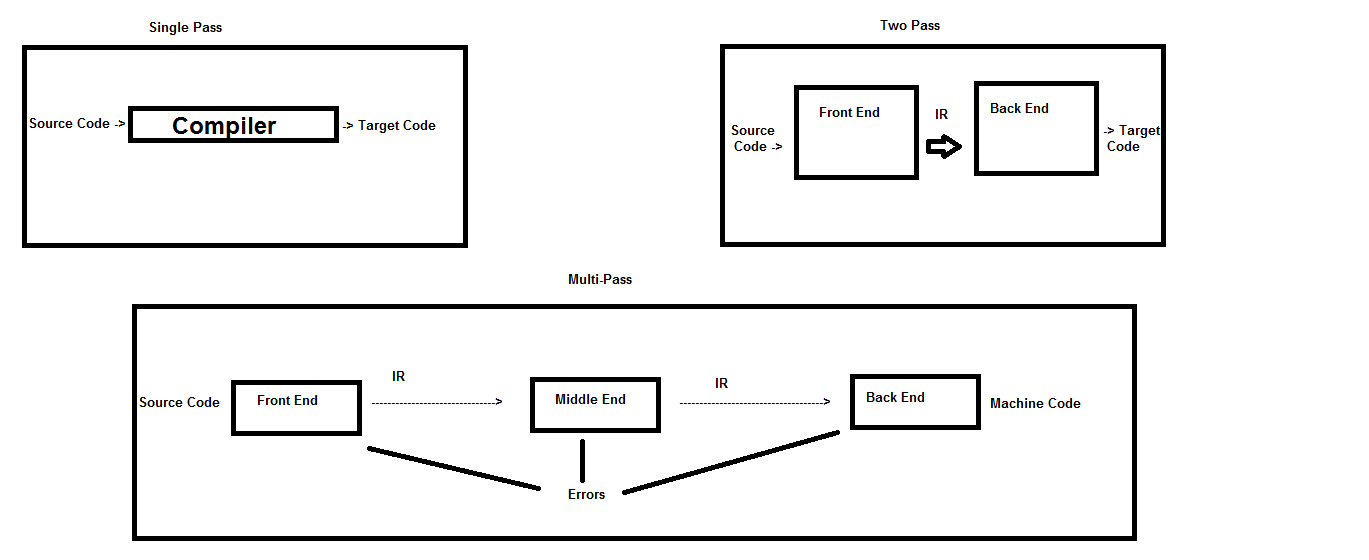 Single Pass
Source Code -> Compiler -> Target Code
Two Pass
Front End IR Back End
Source
Code ->
-> Target
Code
Multi-Pass
IR IR
Source Code Front End -----------------------------> Middle End ----------------------------------> Back End Machine Code
Errors